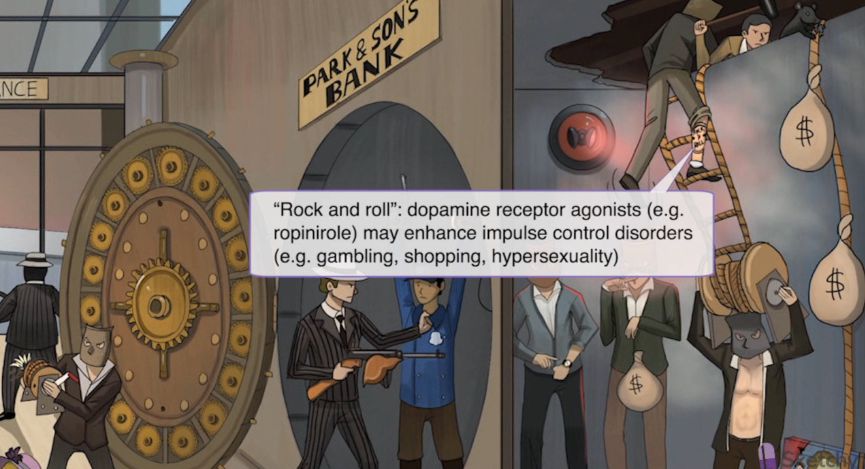 NCE
PARK & SON'S
BANK
$
"Rock and roll": dopamine receptor agonists (e.g.
ropinirole) may enhance impulse control disorders
(e.g. gambling, shopping, hypersexuality)
$
$
Sketchy